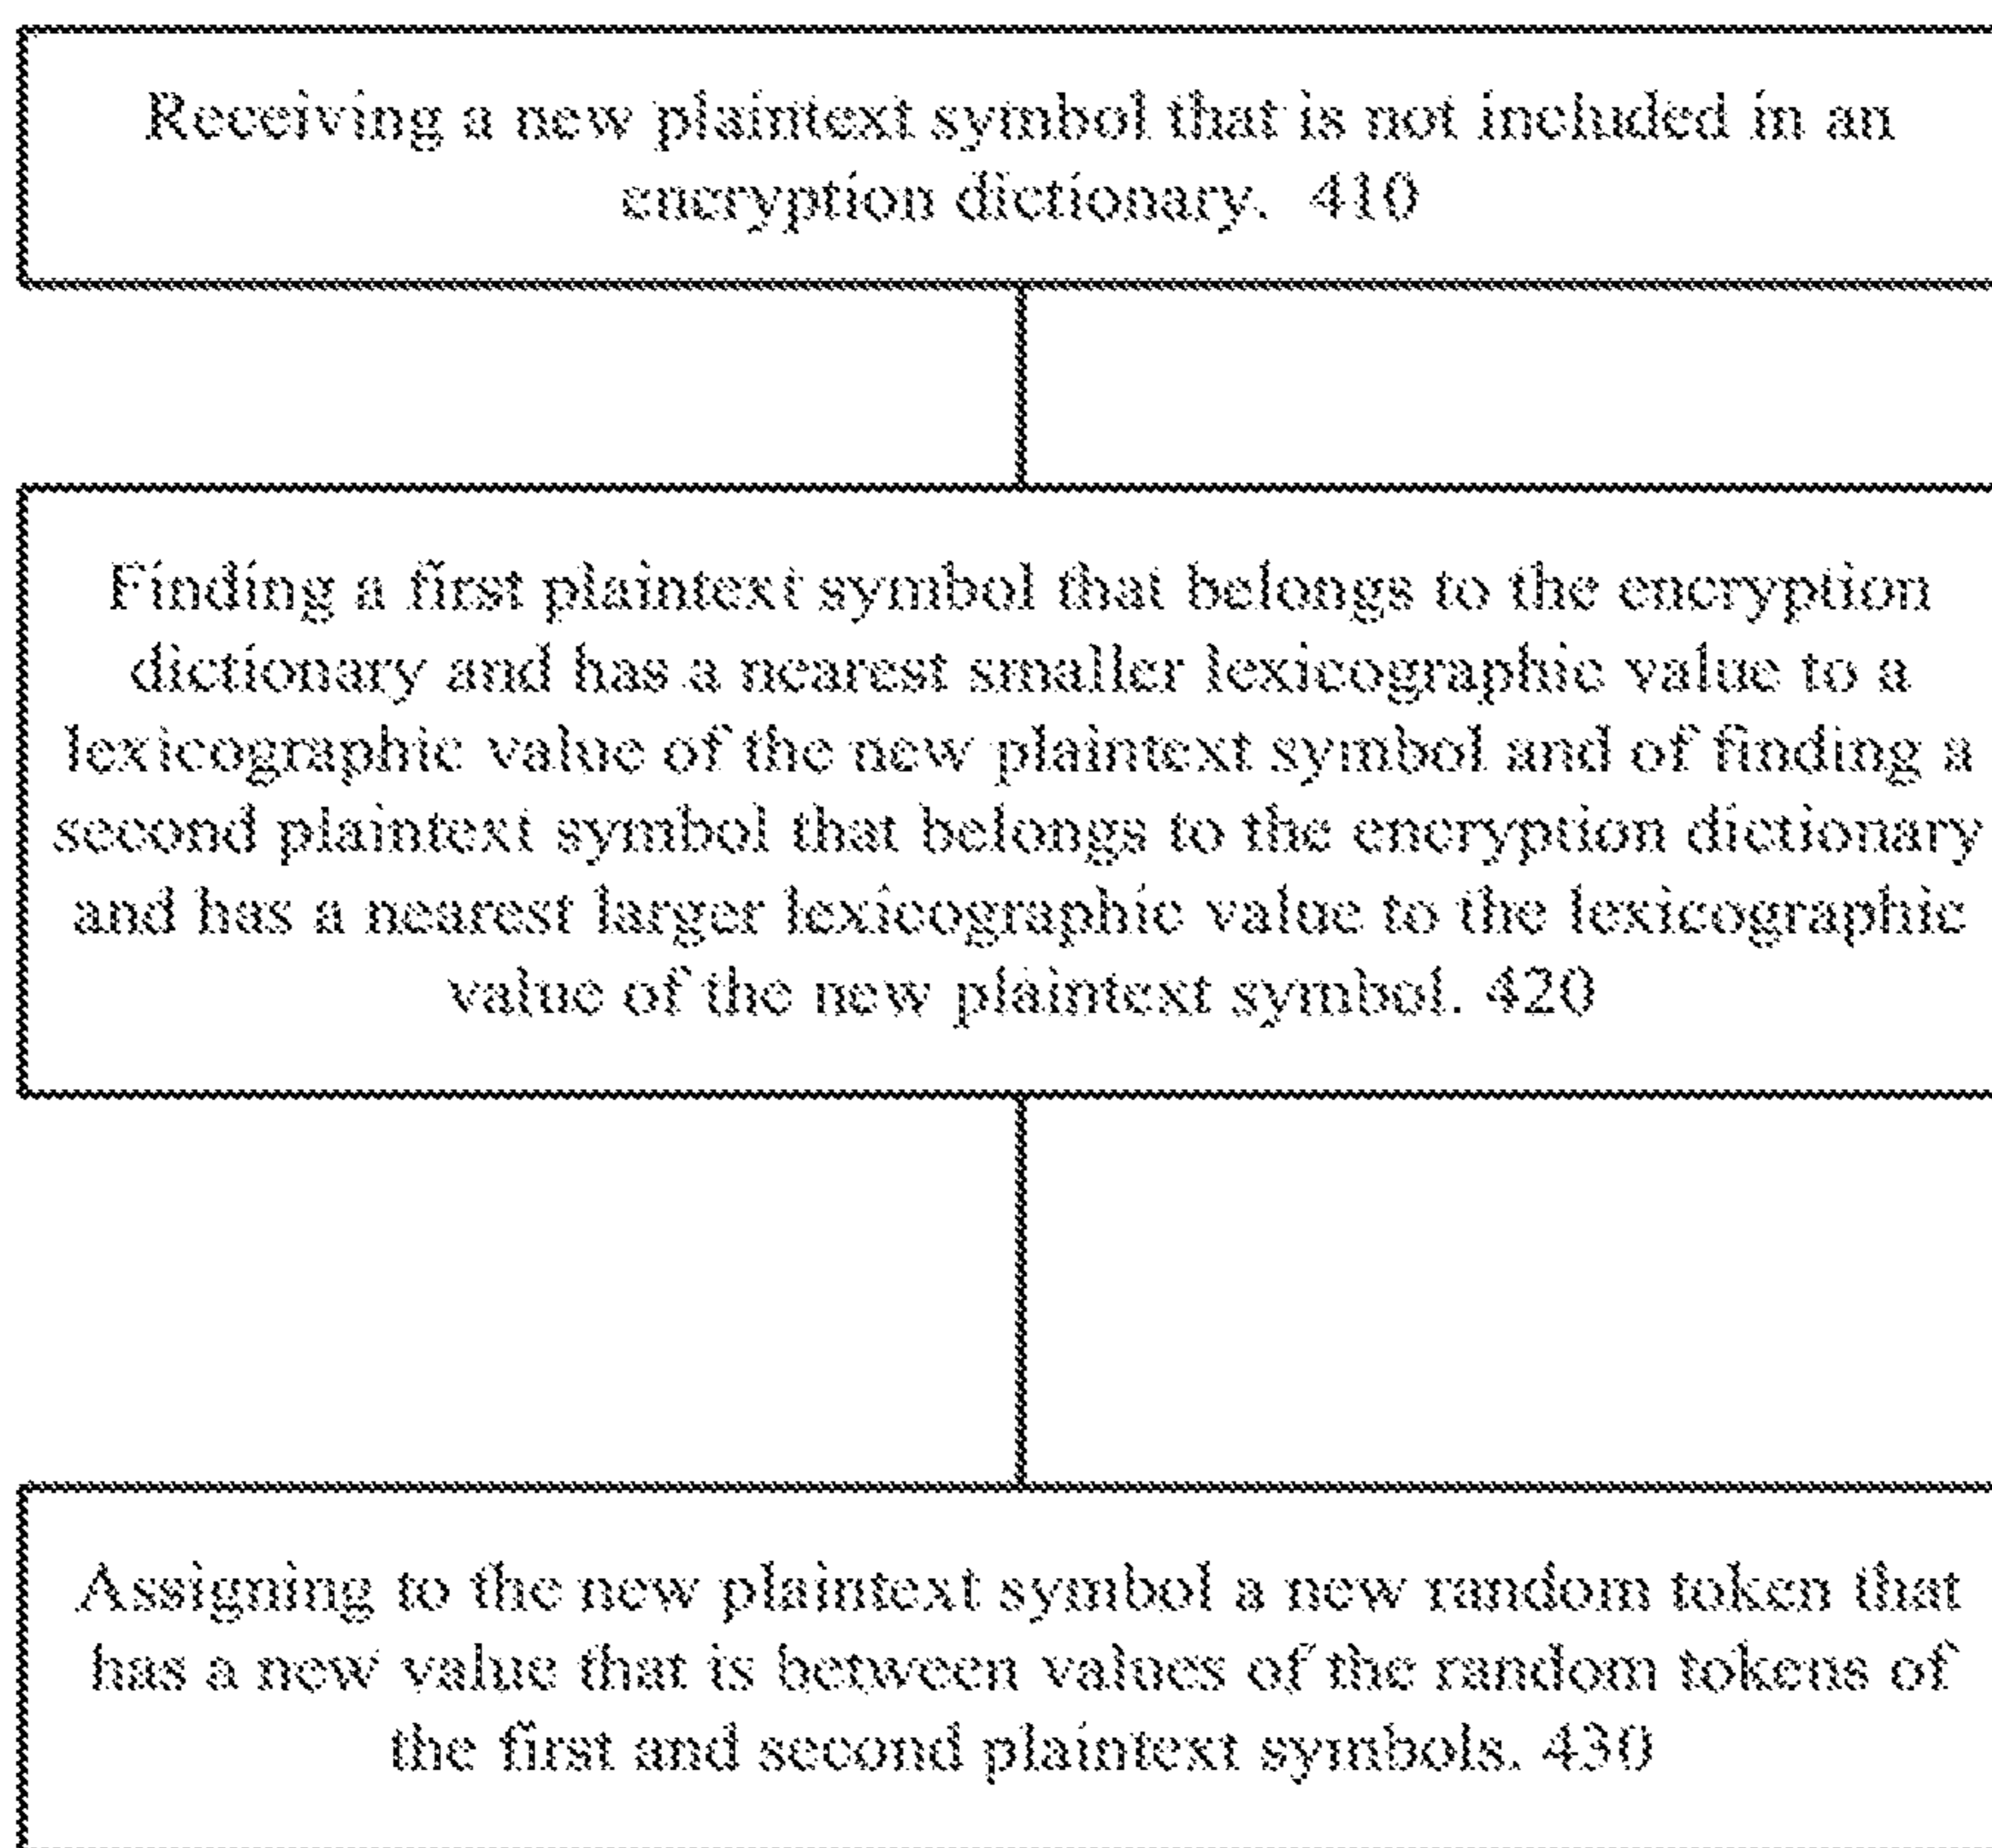 Receiving a new plaintext symbol that is not included in an
encryption dictionary. 410
Finding a first plaintext symbol that belongs to the encryption
dictionary and has a nearest smaller lexicographic value to a
lexicographic value of the new plaintext symbol and of finding a
second plaintext symbol that belongs to the encryption dictionary
and has a nearest larger lexicographic value to the lexicographic
value of the new plaintext symbol. 420
Assigning to the new plaintext symbol a new random token that
has a new value that is between values of the random tokens of
the first and second plaintext symbols. 430